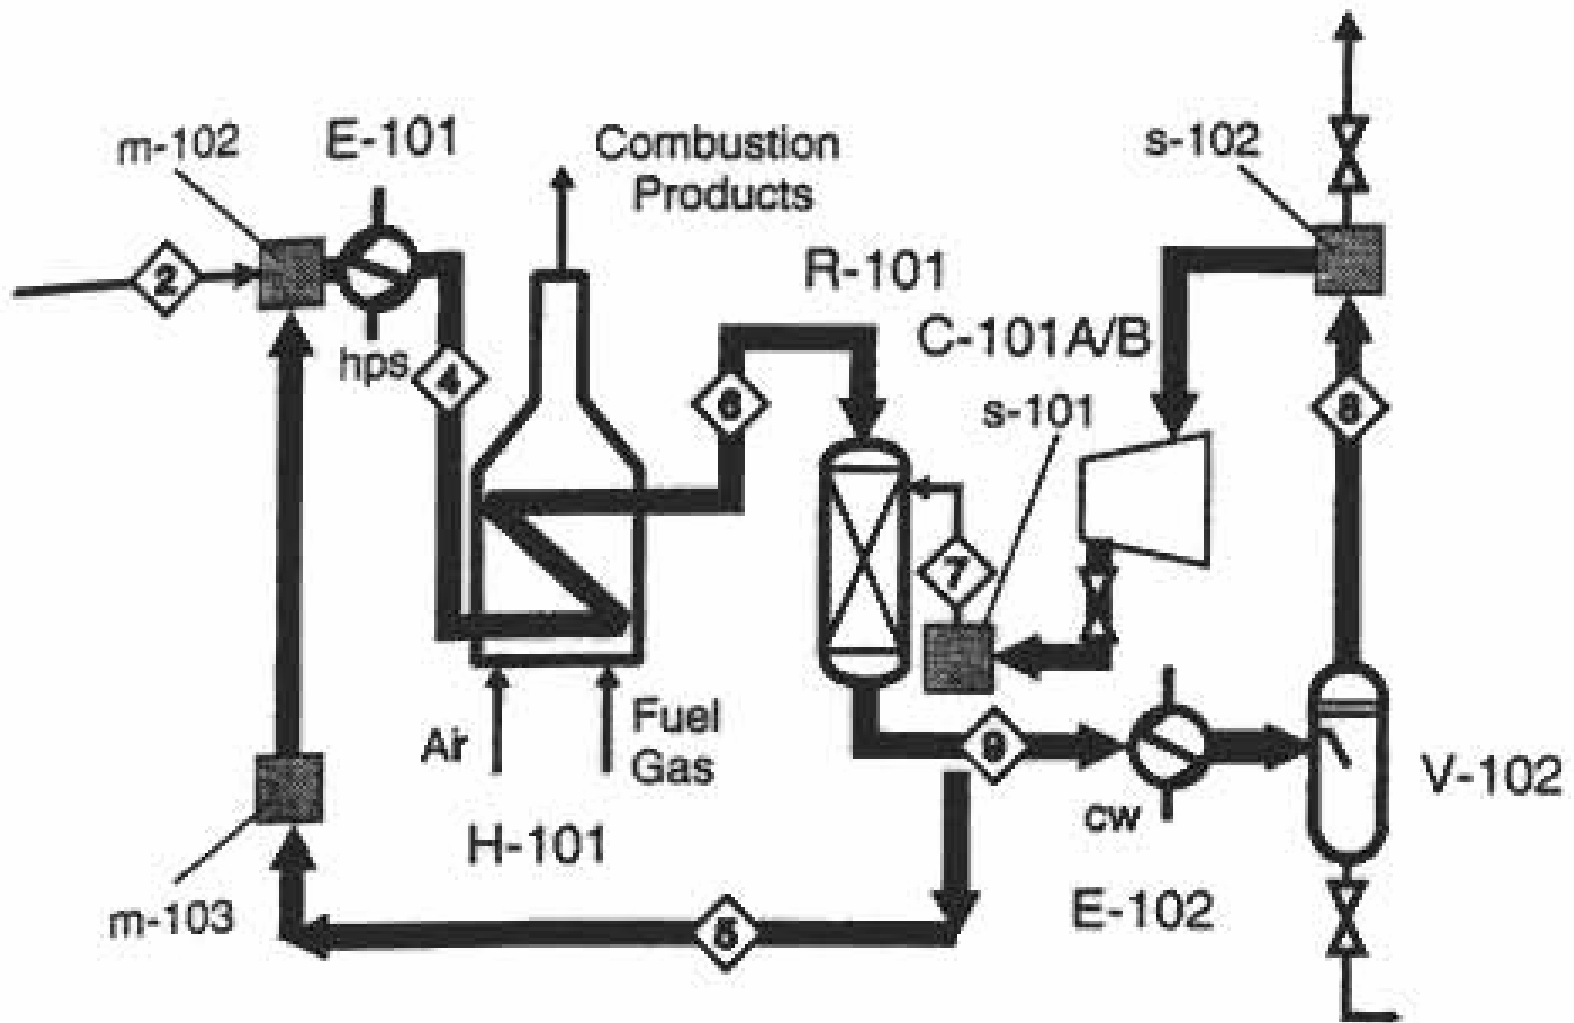 m-102
E-101
Combustion
Products
s-102
2
R-101
C-101A/B
hps
4
6
s-101
8
7
Air
Fuel
Gas
9
V-102
cw
H-101
E-102
m-103
5